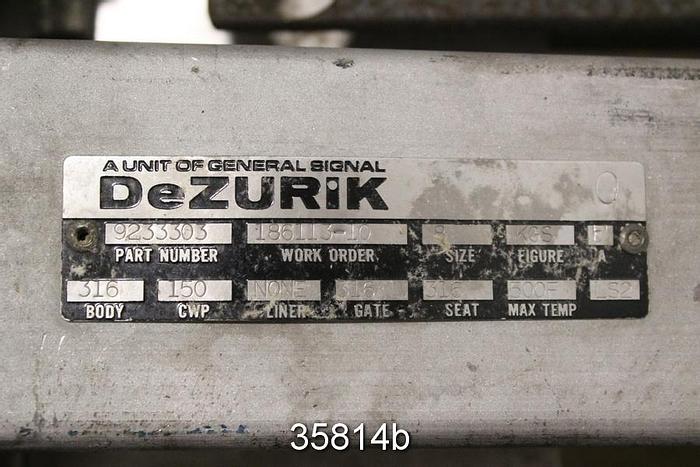 A UNIT OF GENERAL SIGNAL
DeZURiK
9233303 186113-10 8 KGS
PART NUMBER WORK ORDER SIZE FIGURE A
316 150 NONE 316 316 500F LS2
BODY CWP LINER GATE SEAT MAX TEMP
35814b